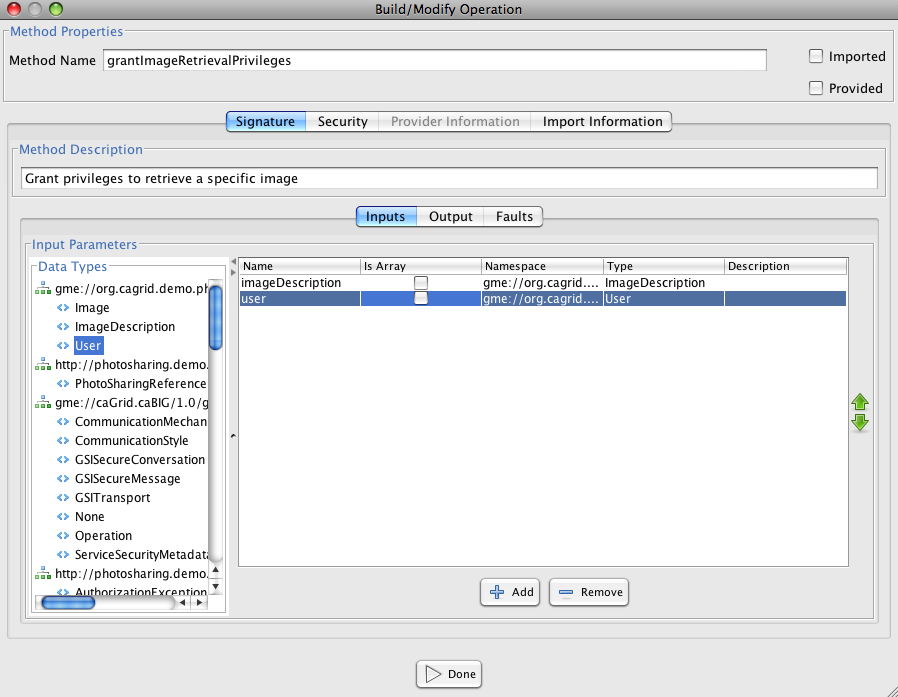 Build/Modify Operation
Method Properties
Method Name grantImageRetrievalPrivileges
Imported
Provided
Signature Security Provider Information Import Information
Method Description
Grant privileges to retrieve a specific image
Inputs Output Faults
Input Parameters
Data Types
gme://org.cagrid.demo.ph
Image
ImageDescription
User
http://photosharing.demo.
PhotoSharingReference
gme://caGrid.caBIG/1.0/g
CommunicationMechan
CommunicationStyle
GSISecureConversation
GSISecureMessage
GSITransport
None
Operation
ServiceSecurityMetadata
http://photosharing.demo.
AuthorizationException
Name Is Array Namespace Type Description
imageDescription gme://org.cagrid.... ImageDescription
user gme://org.cagrid.... User
Add Remove
Done